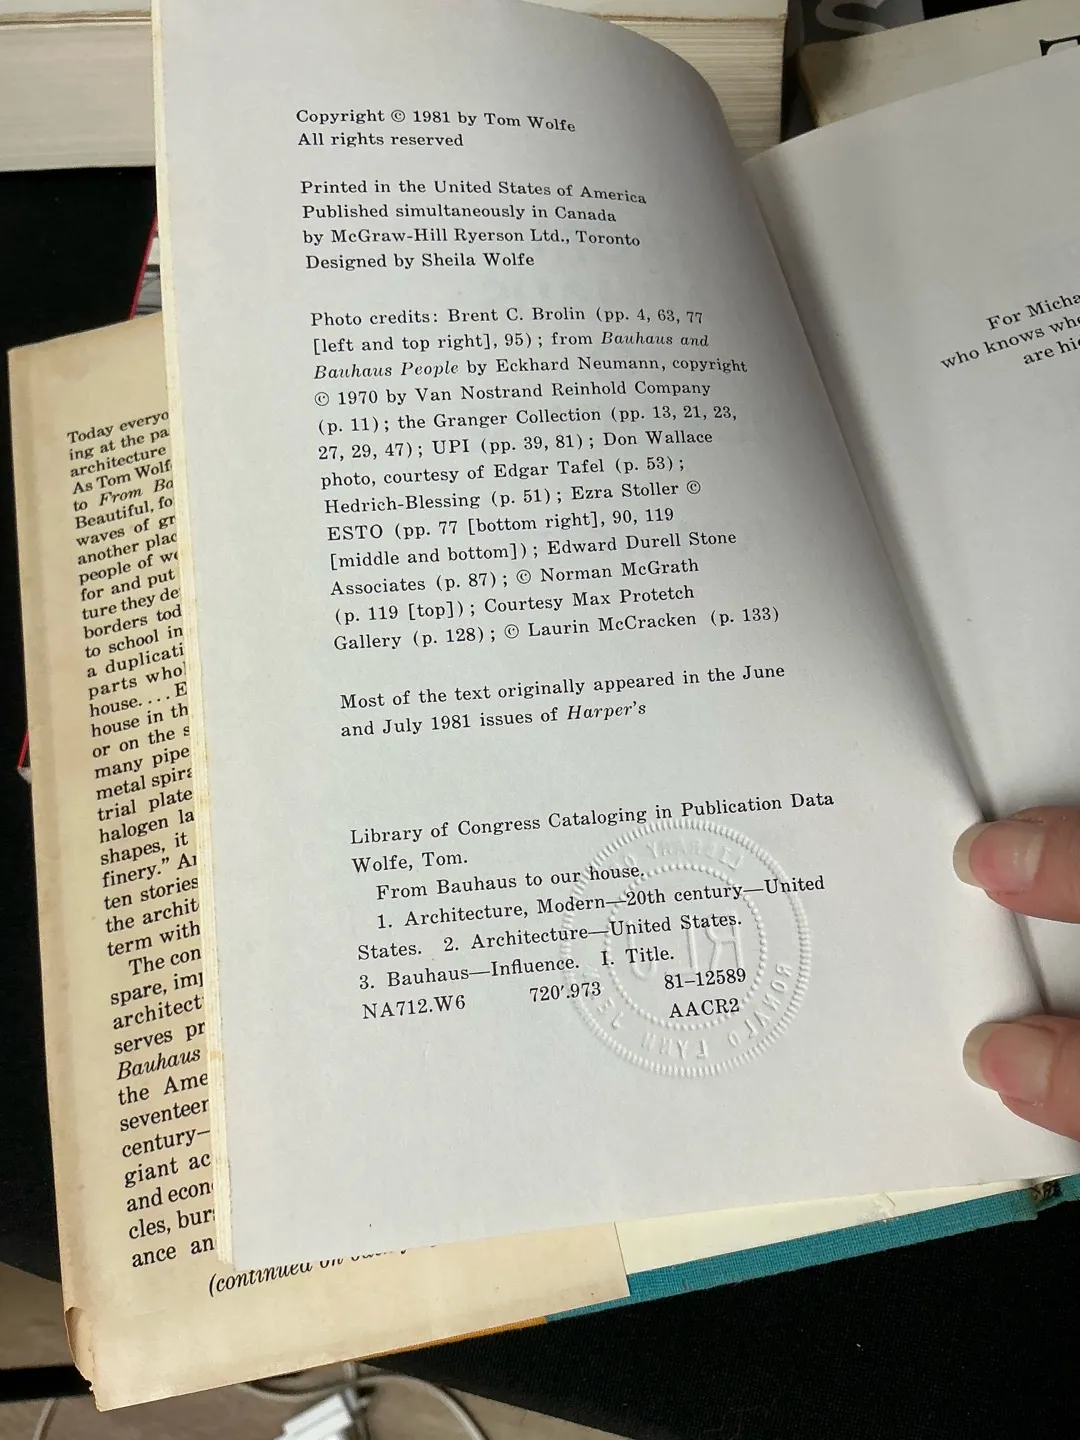 Copyright © 1981 by Tom Wolfe
All rights reserved
Printed in the United States of America
Published simultaneously in Canada
by McGraw-Hill Ryerson Ltd., Toronto
Designed by Sheila Wolfe
Photo credits: Brent C. Brolin (pp. 4, 63, 77
[left and top right], 95); from Bauhaus and
Bauhaus People by Eckhard Neumann, copyright
© 1970 by Van Nostrand Reinhold Company
(p. 11); the Granger Collection (pp. 13, 21, 23,
27, 29, 47); UPI (pp. 39, 81); Don Wallace
photo, courtesy of Edgar Tafel (p. 53);
Hedrich-Blessing (p. 51); Ezra Stoller ©
ESTO (pp. 77 [bottom right], 90, 119
[middle and bottom]); Edward Durell Stone
Associates (p. 87); © Norman McGrath
(p. 119 [top]); Courtesy Max Protetch
Gallery (p. 128); © Laurin McCracken (p. 133)
Most of the text originally appeared in the June
and July 1981 issues of Harper's
Library of Congress Cataloging in Publication Data
Wolfe, Tom.
From Bauhaus to our house.
1. Architecture, Modern—20th century—United
States. 2. Architecture—United States.
3. Bauhaus—Influence. I. Title.
NA712.W6 720'.973 81-12589
AACR2
For Micha
who knows whe
are hi
Today everyo
ing at the pa
architecture
As Tom Wolf
to From Ba
Beautiful, fo
waves of gr
another plac
people of we
for and put
ture they de
borders tod
to school in
a duplicati
parts whol
house.... E
house in th
or on the s
many pipe
metal spira
trial plate
halogen la
shapes, it
finery." Ar
ten stories
the archit
term with
The con
spare, imp
architect
serves pr
Bauhaus
the Ame
seventeen
century—
giant ac
and econ
cles, bur
ance an
(continued on